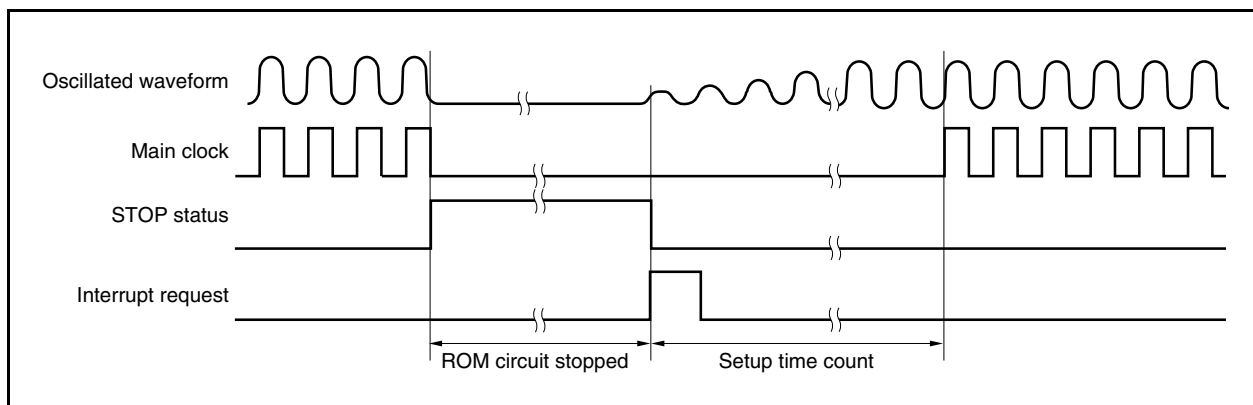 Oscillated waveform
Main clock
STOP status
Interrupt request
ROM circuit stopped
Setup time count